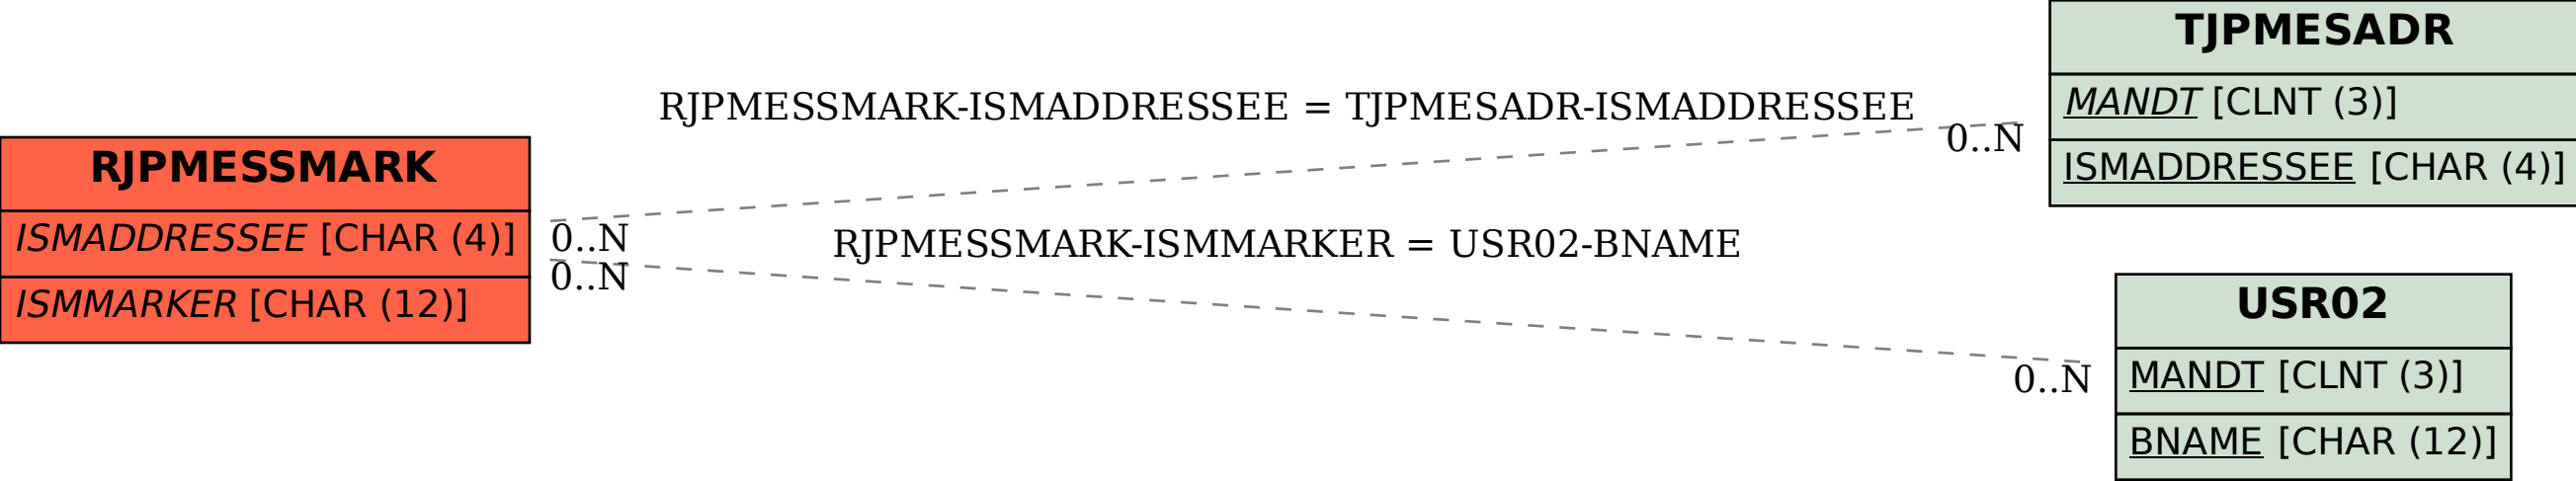 TJPMESADR
MANDT [CLNT (3)]
ISMADDRESSEE [CHAR (4)]
RJPMESSMARK-ISMADDRESSEE = TJPMESADR-ISMADDRESSEE
0..N
RJPMESSMARK
ISMADDRESSEE [CHAR (4)]
ISMMARKER [CHAR (12)]
0..N
0..N
RJPMESSMARK-ISMMARKER = USR02-BNAME
0..N
USR02
MANDT [CLNT (3)]
BNAME [CHAR (12)]